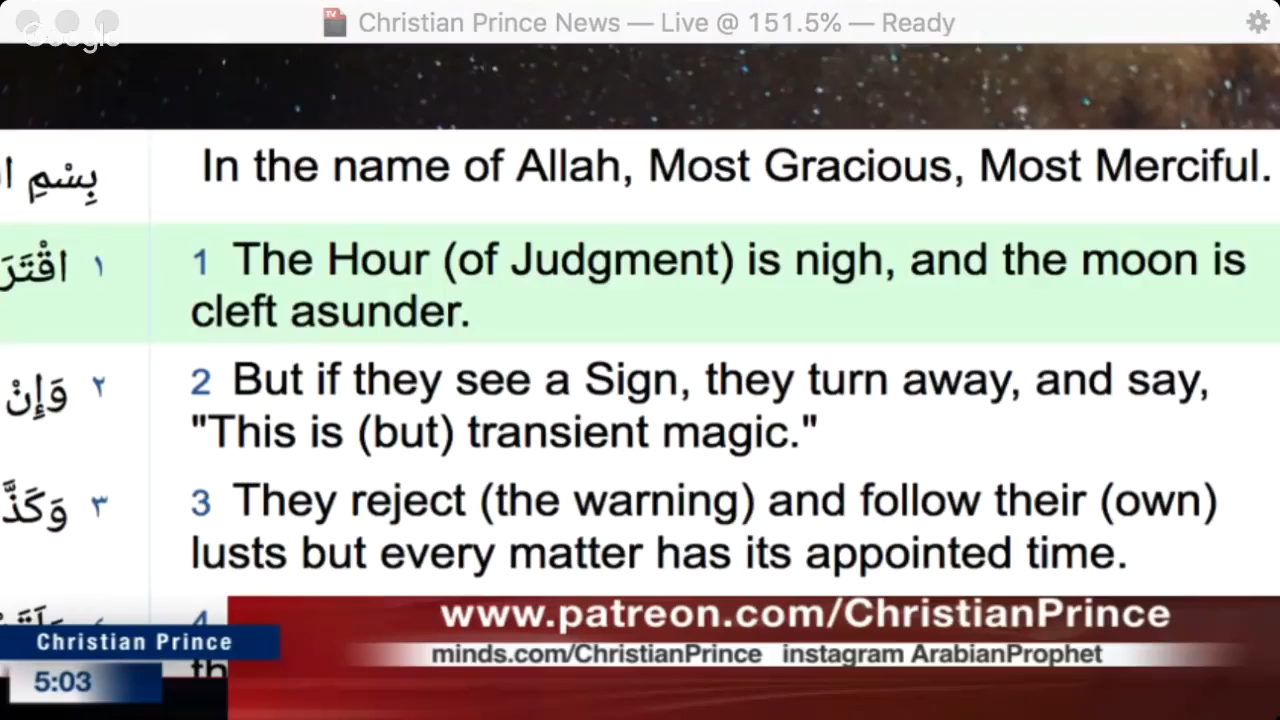 Christian Prince News — Live @ 151.5% — Ready
Google
In the name of Allah, Most Gracious, Most Merciful.
بِسْمِ
1 The Hour (of Judgment) is nigh, and the moon is
cleft asunder.
١
2 But if they see a Sign, they turn away, and say,
"This is (but) transient magic."
٢ وَإِنْ
3 They reject (the warning) and follow their (own)
lusts but every matter has its appointed time.
٣
4
th
www.patreon.com/ChristianPrince
minds.com/ChristianPrince instagram ArabianProphet
Christian Prince
5:03